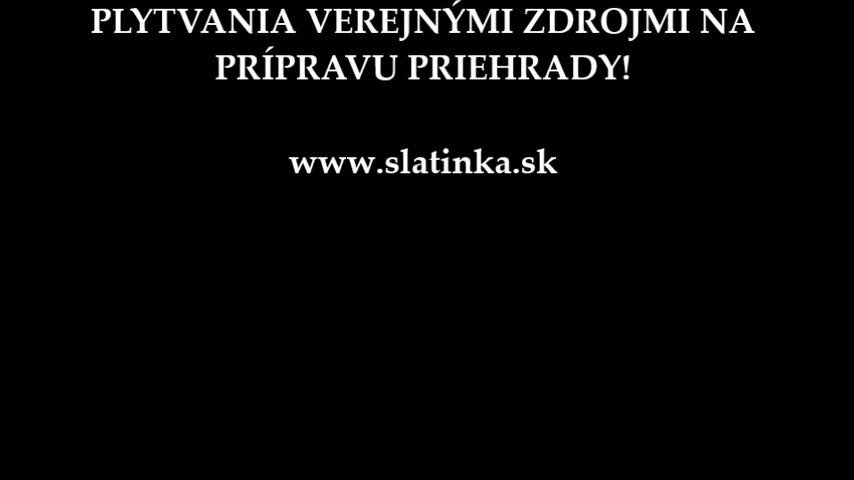 PLYTVANIA VEREJNÝMI ZDROJMI NA
PRÍPRAVU PRIEHRADY!
www.slatinka.sk